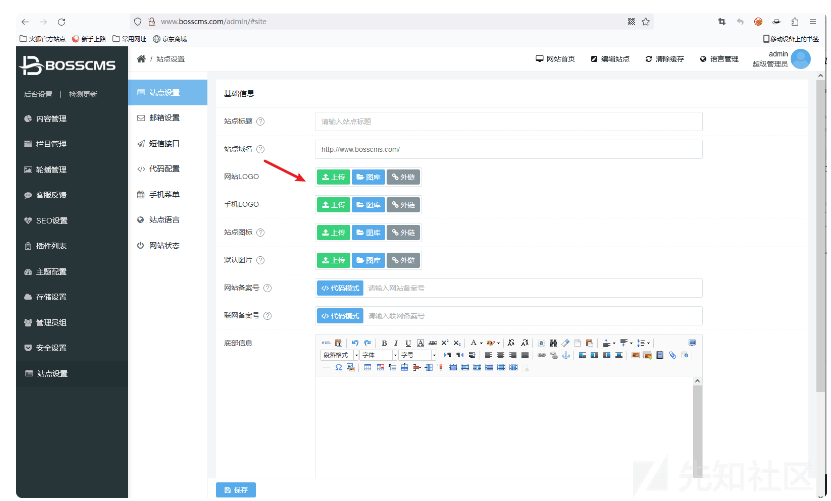 www.bosscms.com/admin/#site
火狐官方站点 新手上路 常用网址 京东商城 移动设备上的书签
BOSSCMS
/ 站点设置
网站首页 编辑站点 清除缓存 语言管理
admin
超级管理员
后台设置 | 检测更新
内容管理
栏目管理
轮播管理
客服反馈
SEO设置
插件列表
主题配置
存储设置
管理员组
安全设置
站点设置
站点设置
邮箱设置
短信接口
代码配置
手机菜单
站点语言
网站状态
基础信息
站点标题 ? 请输入站点标题
站点域名 ? http://www.bosscms.com/
网站LOGO 上传 图库 外链
手机LOGO 上传 图库 外链
站点图标 ? 上传 图库 外链
默认图片 ? 上传 图库 外链
网站备案号 ? </>代码模式 请输入网站备案号
联网备案号 ? </>代码模式 请输入联网备案号
底部信息
HTML B I U A ABC X² X₂ A
段落格式 字体 字号
保存
先知社区